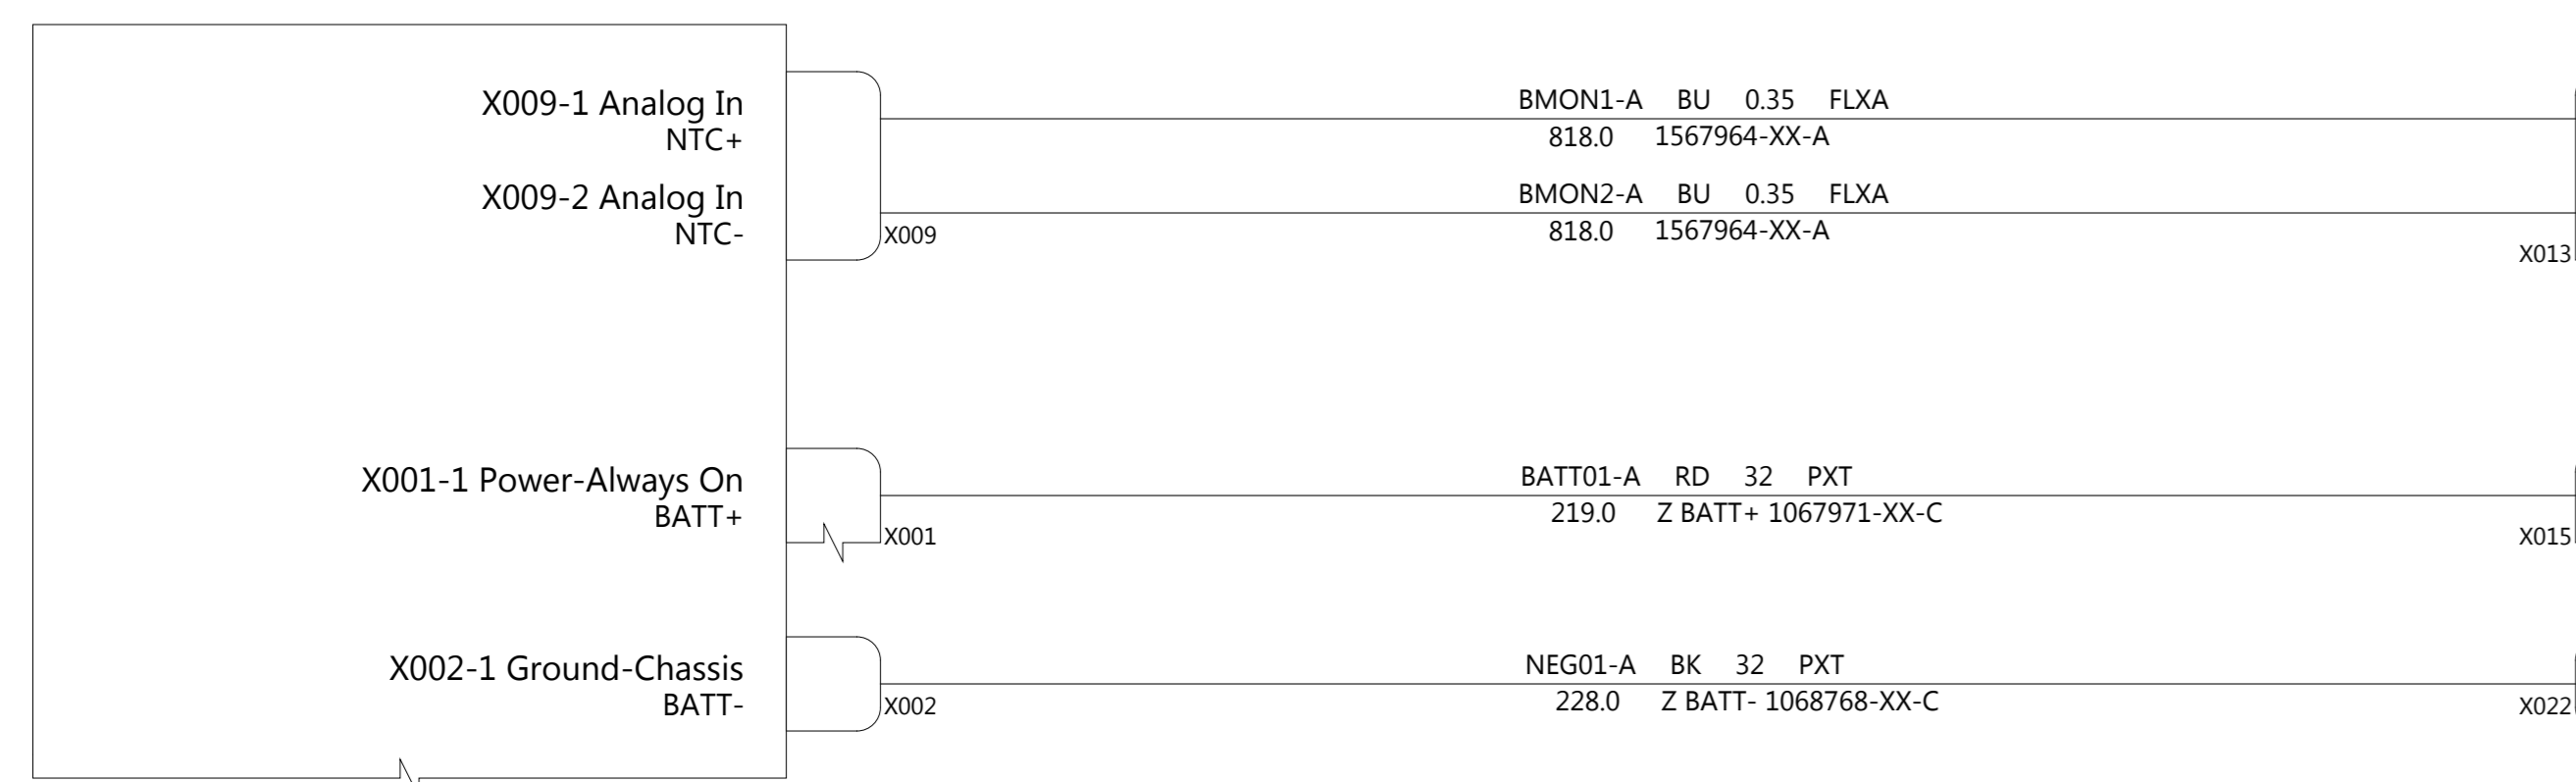 X009-1 Analog In
NTC+
BMON1-A BU 0.35 FLXA
818.0 1567964-XX-A
X009-2 Analog In
NTC-
X009
BMON2-A BU 0.35 FLXA
818.0 1567964-XX-A
X013
X001-1 Power-Always On
BATT+
X001
BATT01-A RD 32 PXT
219.0 Z BATT+ 1067971-XX-C
X015
X002-1 Ground-Chassis
BATT-
X002
NEG01-A BK 32 PXT
228.0 Z BATT- 1068768-XX-C
X022